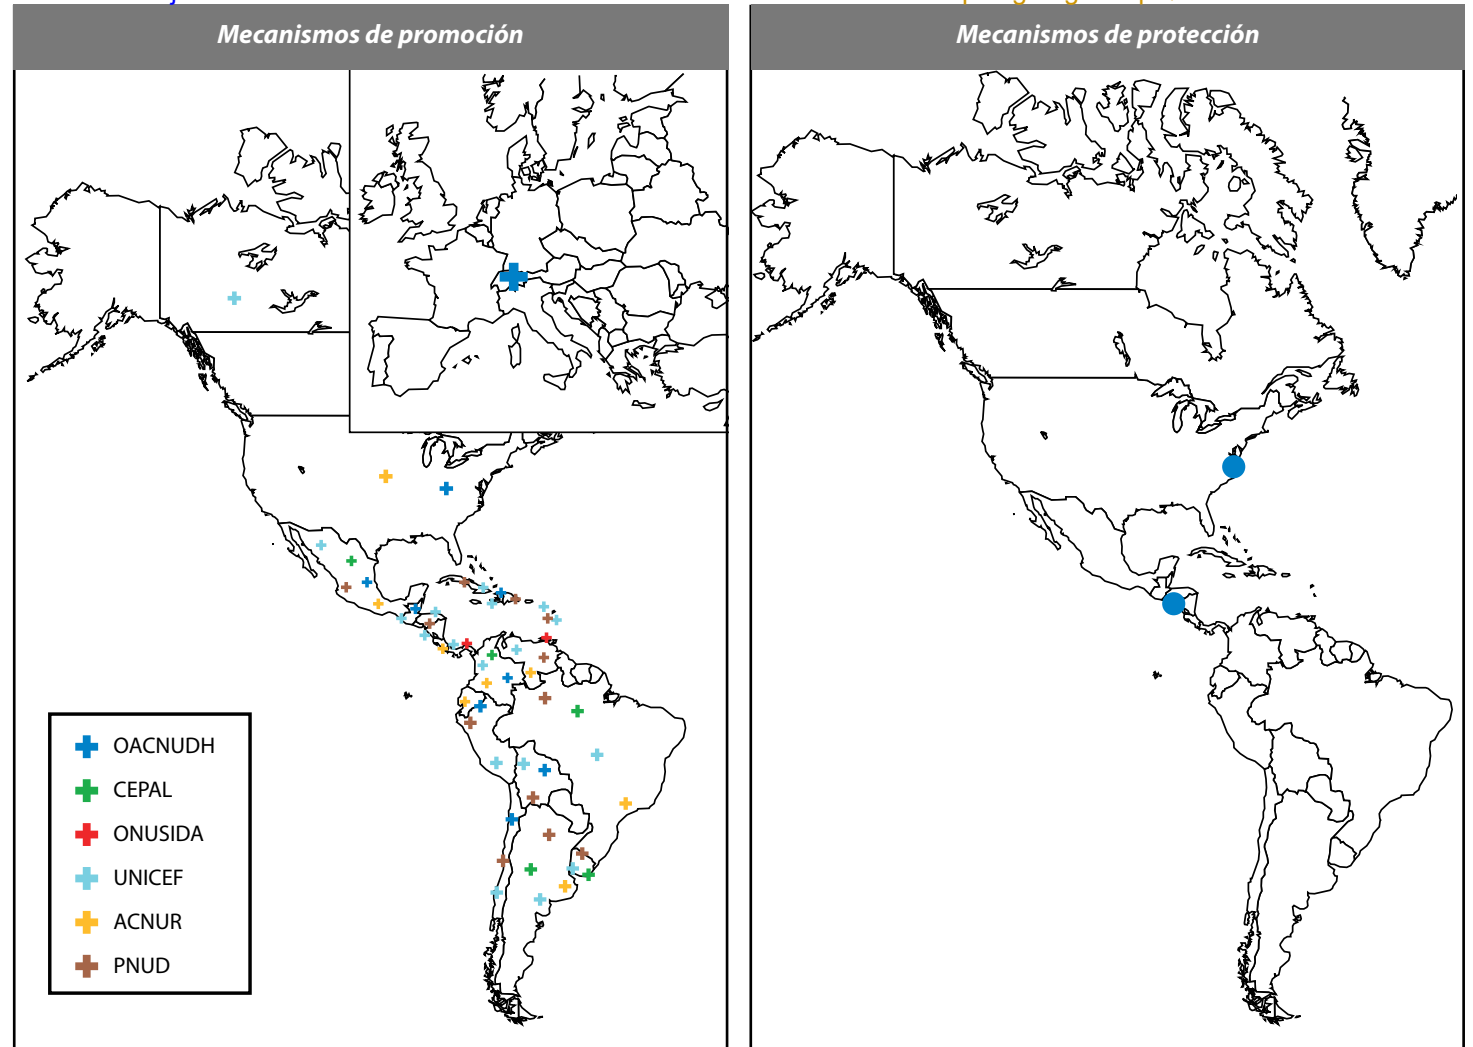 Mecanismos de promoción
Mecanismos de protección
OACNUDH
CEPAL
ONUSIDA
UNICEF
ACNUR
PNUD